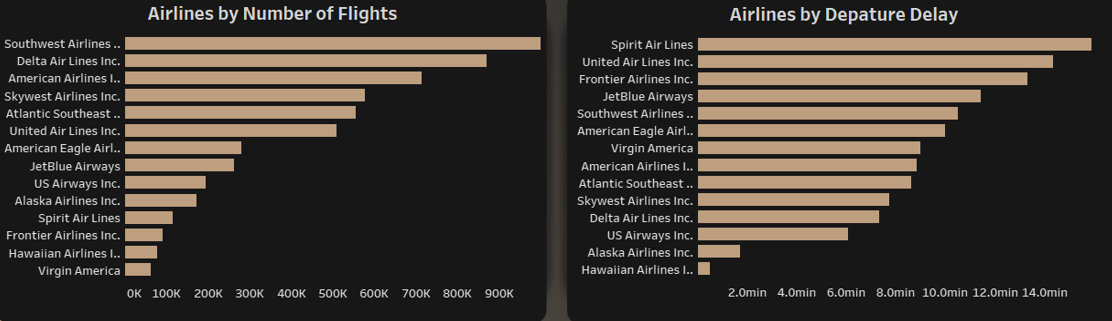 Airlines by Number of Flights
Southwest Airlines ..
Delta Air Lines Inc.
American Airlines I..
Skywest Airlines Inc.
Atlantic Southeast ..
United Air Lines Inc.
American Eagle Airl..
JetBlue Airways
US Airways Inc.
Alaska Airlines Inc.
Spirit Air Lines
Frontier Airlines Inc.
Hawaiian Airlines I..
Virgin America
0K 100K 200K 300K 400K 500K 600K 700K 800K 900K
Airlines by Depature Delay
Spirit Air Lines
United Air Lines Inc.
Frontier Airlines Inc.
JetBlue Airways
Southwest Airlines ..
American Eagle Airl..
Virgin America
American Airlines I..
Atlantic Southeast ..
Skywest Airlines Inc.
Delta Air Lines Inc.
US Airways Inc.
Alaska Airlines Inc.
Hawaiian Airlines I..
2.0min 4.0min 6.0min 8.0min 10.0min 12.0min 14.0min